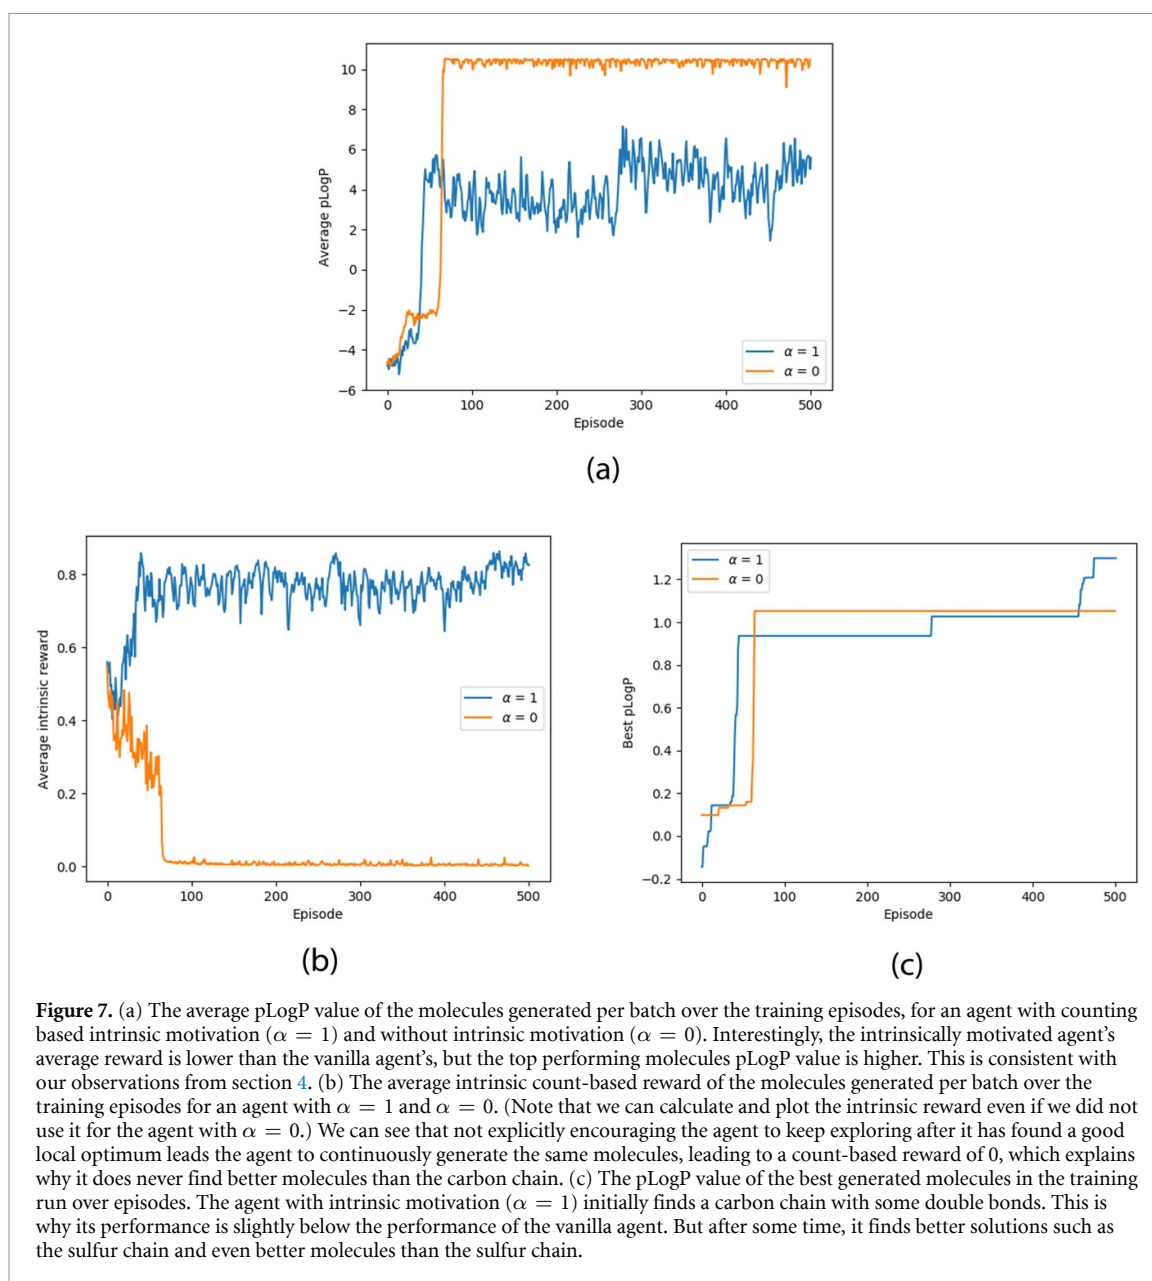 10
8
6
4
2
0
−2
−4
−6
Average pLogP
α = 1
α = 0
0 100 200 300 400 500
Episode
(a)
0.8
0.6
0.4
0.2
0.0
Average intrinsic reward
α = 1
α = 0
0 100 200 300 400 500
Episode
(b)
α = 1
α = 0
1.2
1.0
0.8
0.6
0.4
0.2
0.0
−0.2
Best pLogP
0 100 200 300 400 500
Episode
(c)
Figure 7. (a) The average pLogP value of the molecules generated per batch over the training episodes, for an agent with counting
based intrinsic motivation (α = 1) and without intrinsic motivation (α = 0). Interestingly, the intrinsically motivated agent's
average reward is lower than the vanilla agent's, but the top performing molecules pLogP value is higher. This is consistent with
our observations from section 4. (b) The average intrinsic count-based reward of the molecules generated per batch over the
training episodes for an agent with α = 1 and α = 0. (Note that we can calculate and plot the intrinsic reward even if we did not
use it for the agent with α = 0.) We can see that not explicitly encouraging the agent to keep exploring after it has found a good
local optimum leads the agent to continuously generate the same molecules, leading to a count-based reward of 0, which explains
why it does never find better molecules than the carbon chain. (c) The pLogP value of the best generated molecules in the training
run over episodes. The agent with intrinsic motivation (α = 1) initially finds a carbon chain with some double bonds. This is
why its performance is slightly below the performance of the vanilla agent. But after some time, it finds better solutions such as
the sulfur chain and even better molecules than the sulfur chain.